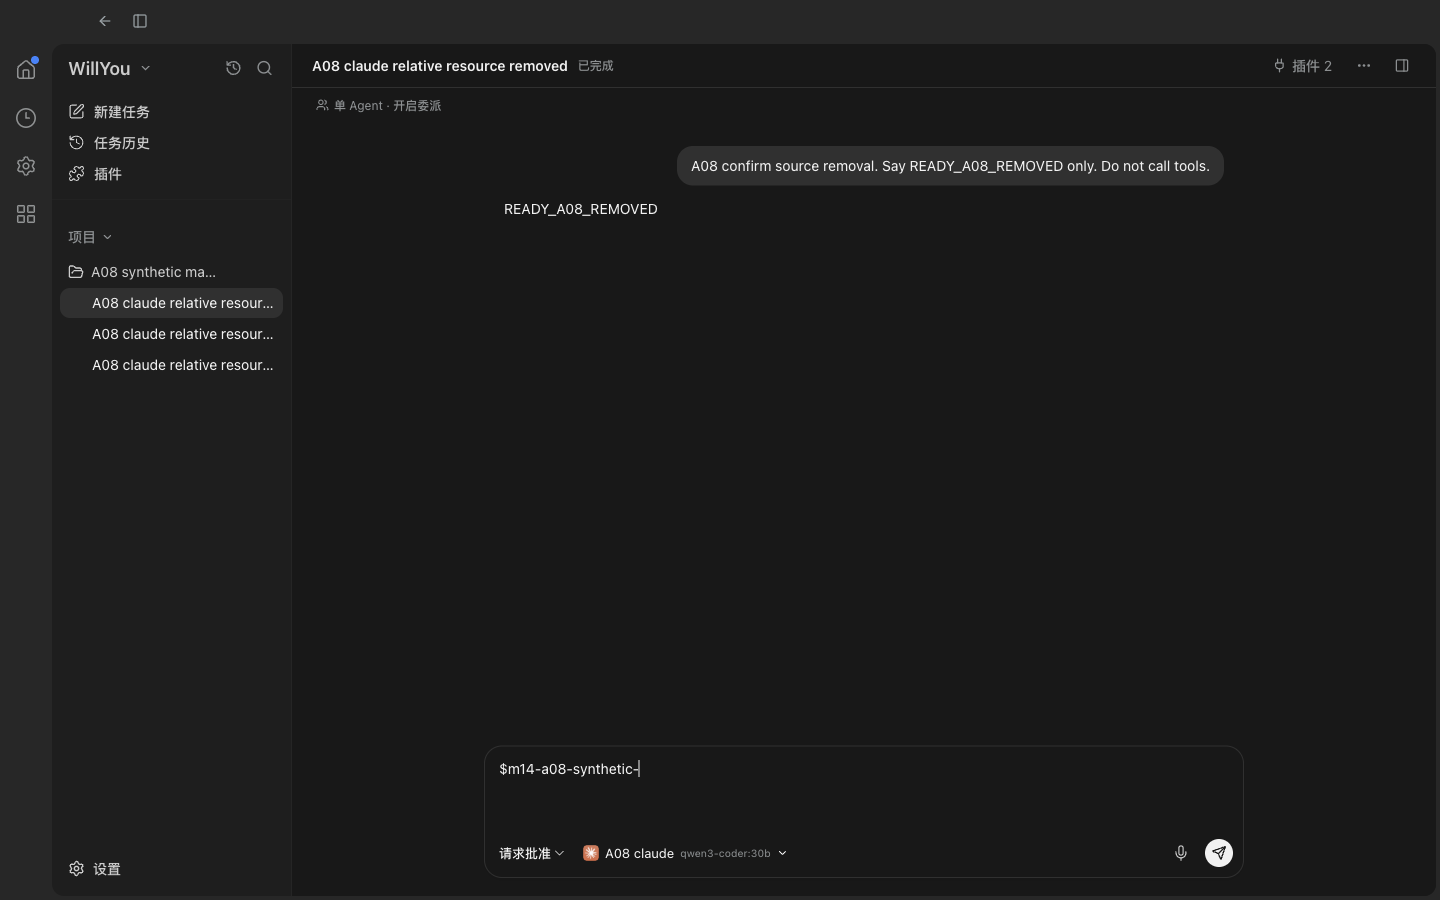 WillYou
新建任务
任务历史
插件
项目
A08 synthetic ma...
A08 claude relative resour...
A08 claude relative resour...
A08 claude relative resour...
设置
A08 claude relative resource removed 已完成
插件 2
单 Agent · 开启委派
A08 confirm source removal. Say READY_A08_REMOVED only. Do not call tools.
READY_A08_REMOVED
$m14-a08-synthetic-
请求批准 A08 claude qwen3-coder:30b